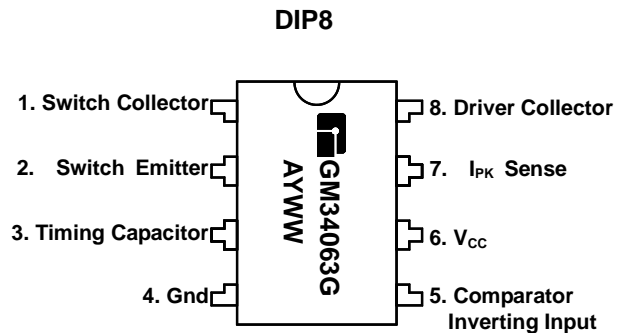 DIP8
1. Switch Collector
2. Switch Emitter
3. Timing Capacitor
4. Gnd
GM34063G
AYWW
8. Driver Collector
7. IPK Sense
6. VCC
5. Comparator
Inverting Input